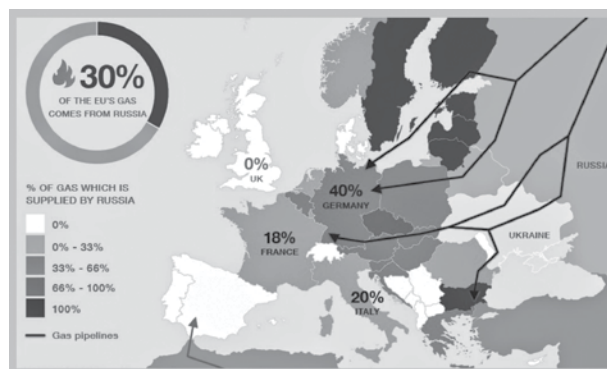 30%
OF THE EU'S GAS
COMES FROM RUSSIA
0%
UK
40%
GERMANY
18%
FRANCE
20%
ITALY
RUSSIA
UKRAINE
% OF GAS WHICH IS
SUPPLIED BY RUSSIA
0%
0% - 33%
33% - 66%
66% - 100%
100%
Gas pipelines